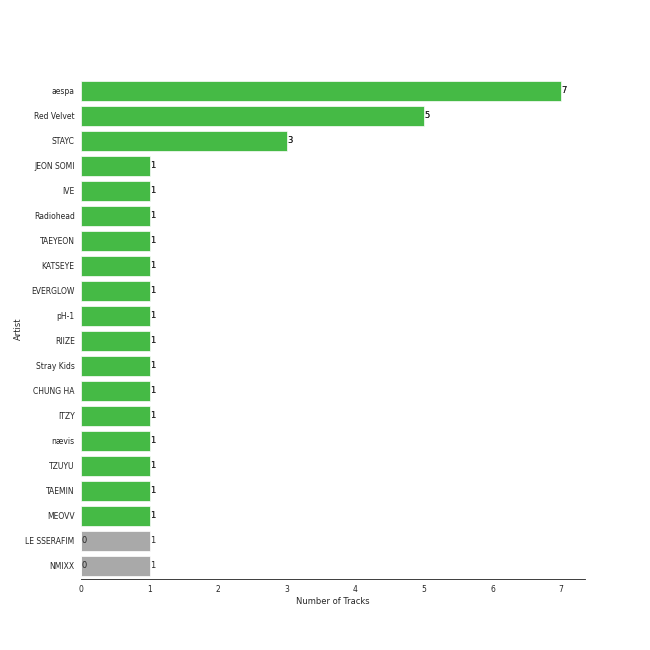 aespa 7
Red Velvet 5
STAYC 3
JEON SOMI 1
IVE 1
Radiohead 1
TAEYEON 1
KATSEYE 1
EVERGLOW 1
pH-1 1
RIIZE 1
Stray Kids 1
CHUNG HA 1
ITZY 1
nævis 1
TZUYU 1
TAEMIN 1
MEOVV 1
LE SSERAFIM 0 1
NMIXX 0 1
Artist
0 1 2 3 4 5 6 7
Number of Tracks